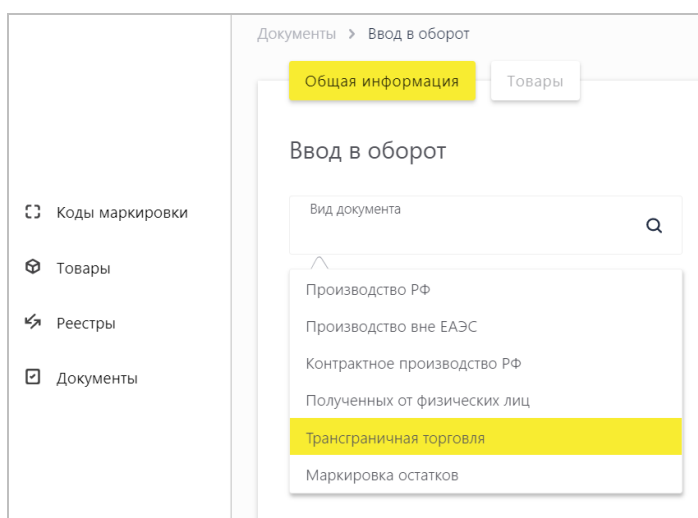 Документы > Ввод в оборот
Общая информация
Товары
Ввод в оборот
Вид документа
Коды маркировки
Товары
Реестры
Документы
Производство РФ
Производство вне ЕАЭС
Контрактное производство РФ
Полученных от физических лиц
Трансграничная торговля
Маркировка остатков